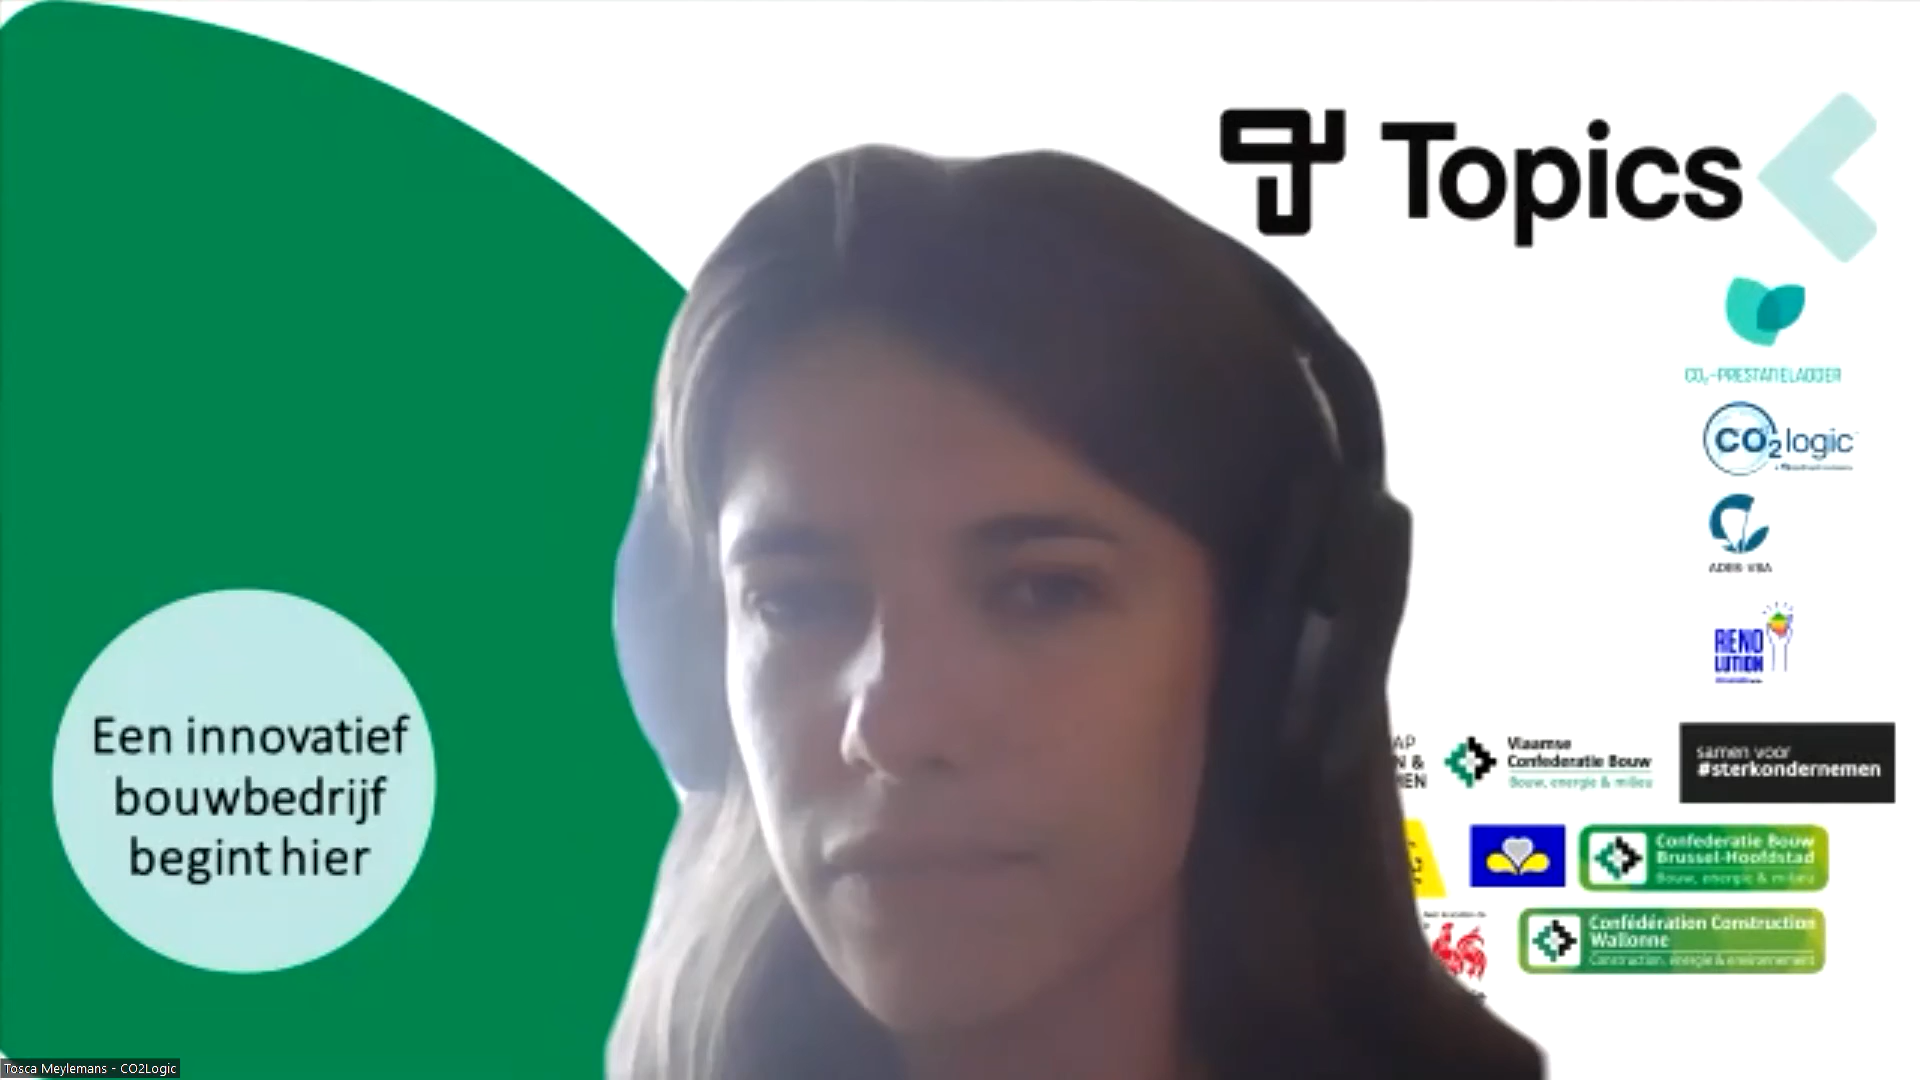 Topics
CO₂-PRESTATIELADDER
CO2logic
ADEB-VBA
RENO
LUTION
Een innovatief
bouwbedrijf
begint hier
AP
N &
EN
Vlaamse
Confederatie Bouw
Bouw, energie & milieu
samen voor
#sterkondernemen
Confederatie Bouw
Brussel-Hoofdstad
Bouw, energie & milieu
Confédération Construction
Wallonne
Construction, énergie & environnement
Tosca Meylemans - CO2Logic